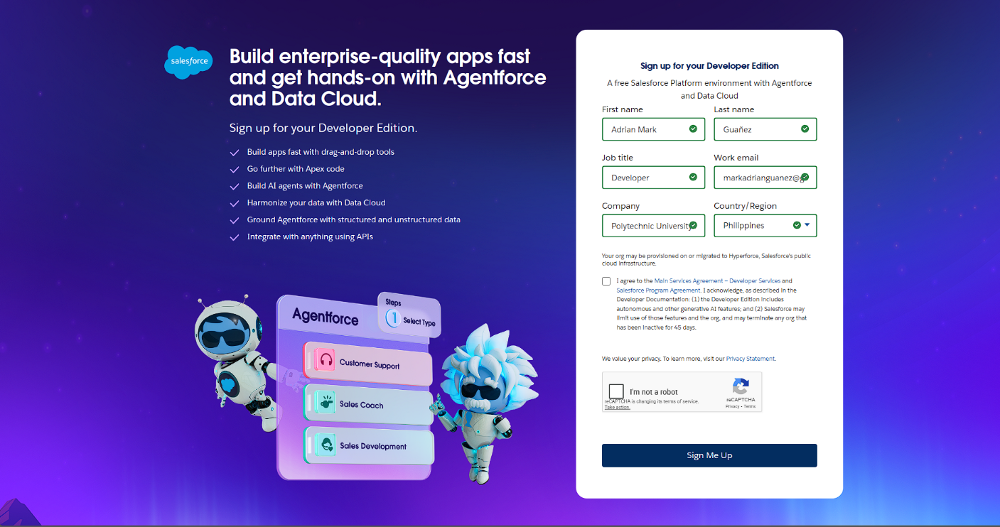 salesforce
Build enterprise-quality apps fast
and get hands-on with Agentforce
and Data Cloud.
Sign up for your Developer Edition.
Build apps fast with drag-and-drop tools
Go further with Apex code
Build AI agents with Agentforce
Harmonize your data with Data Cloud
Ground Agentforce with structured and unstructured data
Integrate with anything using APIs
Agentforce
Steps
1 Select Type
Customer Support
Sales Coach
Sales Development
Sign up for your Developer Edition
A free Salesforce Platform environment with Agentforce
and Data Cloud
First name Last name
Adrian Mark Guañez
Job title Work email
Developer markadrianguanez@g
Company Country/Region
Polytechnic University Philippines
Your org may be provisioned on or migrated to Hyperforce, Salesforce's public
cloud infrastructure.
I agree to the Main Services Agreement – Developer Services and
Salesforce Program Agreement. I acknowledge, as described in the
Developer Documentation: (1) the Developer Edition includes
autonomous and other generative AI features; and (2) Salesforce may
limit use of those features and the org, and may terminate any org that
has been inactive for 45 days.
We value your privacy. To learn more, visit our Privacy Statement.
I'm not a robot
reCAPTCHA is changing its terms of service.
Take action.
reCAPTCHA
Privacy - Terms
Sign Me Up